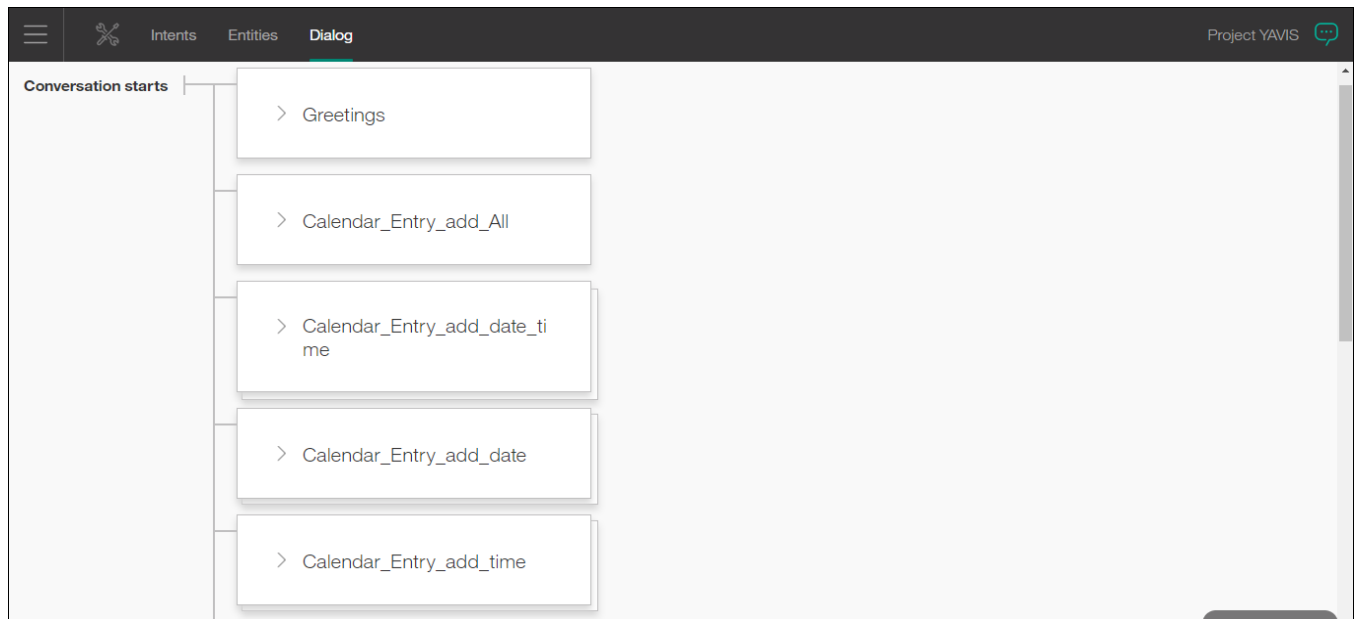 Intents Entities Dialog Project YAVIS
Conversation starts
Greetings
Calendar_Entry_add_All
Calendar_Entry_add_date_ti
me
Calendar_Entry_add_date
Calendar_Entry_add_time